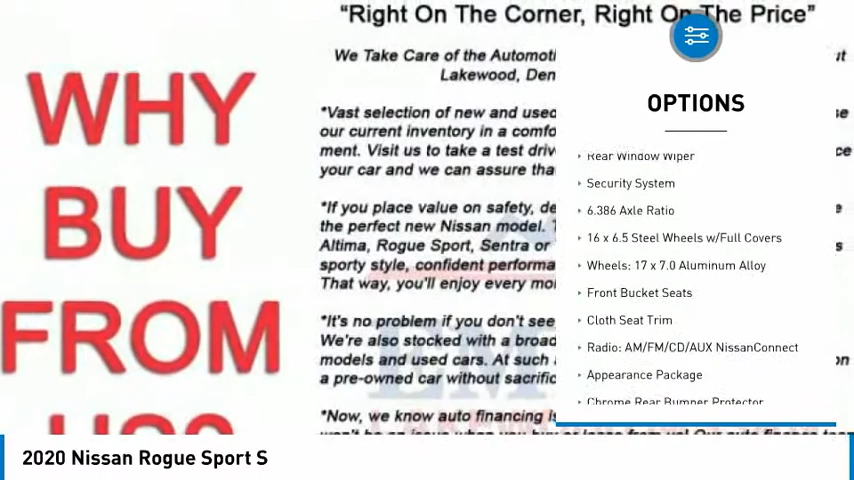 "Right On The Corner, Right On The Price"
We Take Care of the Automoti
Lakewood, Den
WHY
BUY
FROM
*Vast selection of new and used
our current inventory in a comfo
ment. Visit us to take a test driv
your car and we can assure tha
*If you place value on safety, de
the perfect new Nissan model.
Altima, Rogue Sport, Sentra or
sporty style, confident performa
That way, you'll enjoy every mo
*It's no problem if you don't see
We're also stocked with a broad
models and used cars. At such
a pre-owned car without sacrific
*Now, we know auto financing is
OPTIONS
Rear Window Wiper
Security System
6.386 Axle Ratio
16 x 6.5 Steel Wheels w/Full Covers
Wheels: 17 x 7.0 Aluminum Alloy
Front Bucket Seats
Cloth Seat Trim
Radio: AM/FM/CD/AUX NissanConnect
Appearance Package
Chrome Rear Bumper Protector
2020 Nissan Rogue Sport S